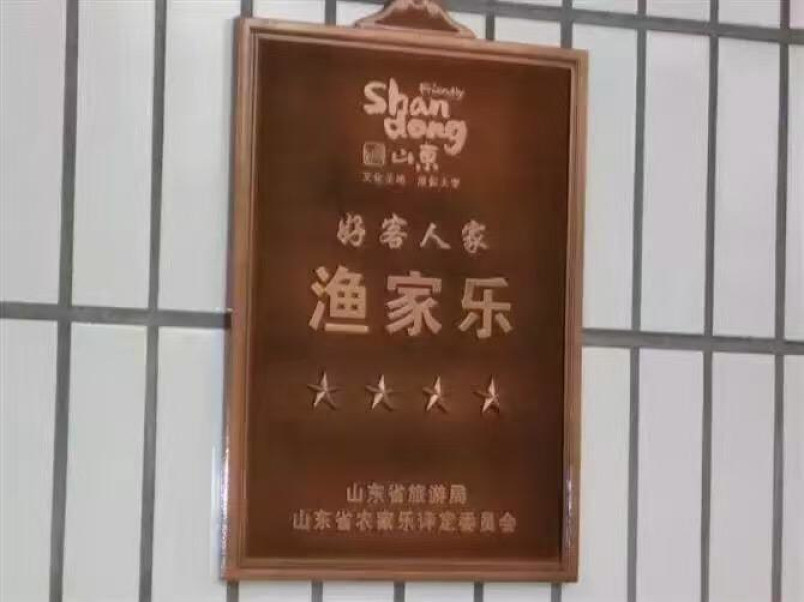 Friendly
Shan
dong
山东
文化圣地 度假天堂
好客人家
渔家乐
山东省旅游局
山东省农家乐评定委员会